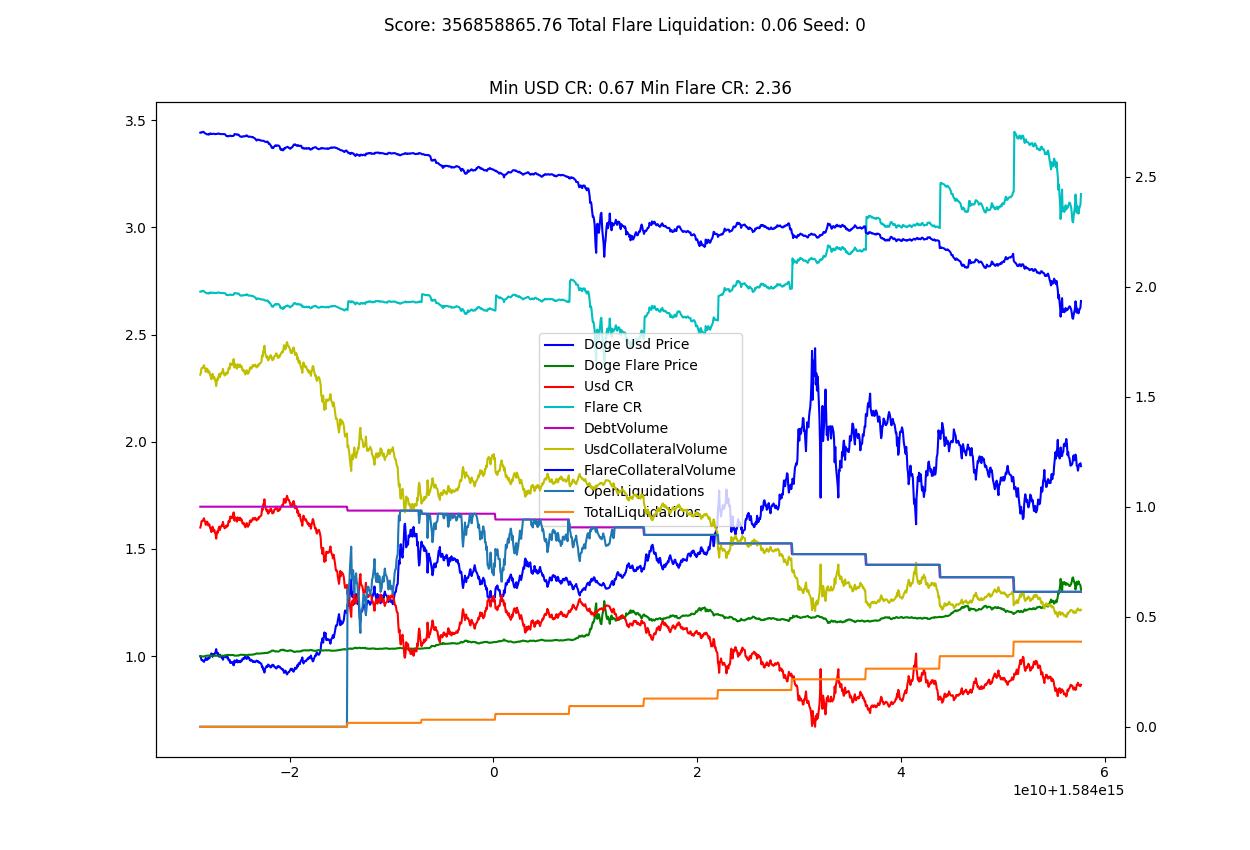 Score: 356858865.76 Total Flare Liquidation: 0.06 Seed: 0
Min USD CR: 0.67 Min Flare CR: 2.36
3.5
3.0
2.5
2.0
1.5
1.0
Doge Usd Price
Doge Flare Price
Usd CR
Flare CR
DebtVolume
UsdCollateralVolume
FlareCollateralVolume
OpenLiquidations
TotalLiquidations
2.5
2.0
1.5
1.0
0.5
0.0
−2 0 2 4 6
1e10+1.584e15